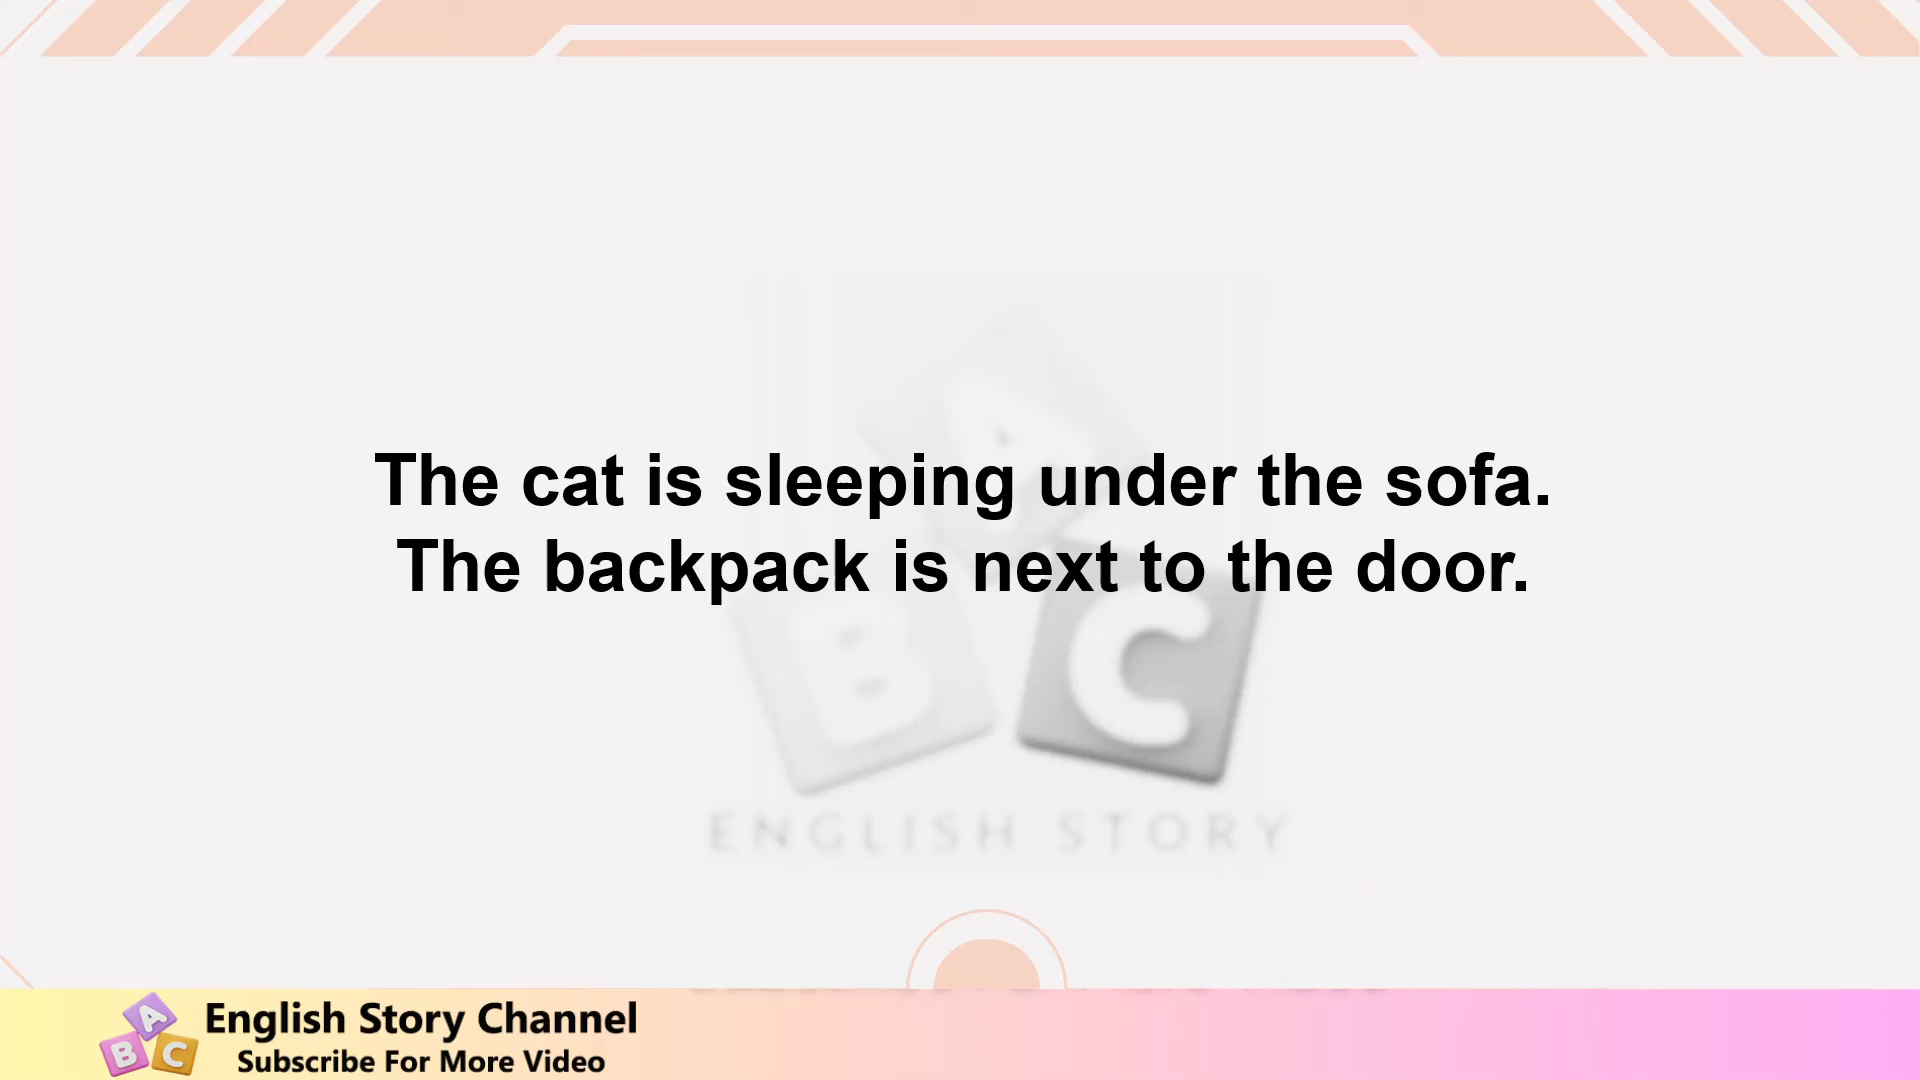 The cat is sleeping under the sofa.
The backpack is next to the door.
A
B
C
ENGLISH STORY
A
B
C
English Story Channel
Subscribe For More Video